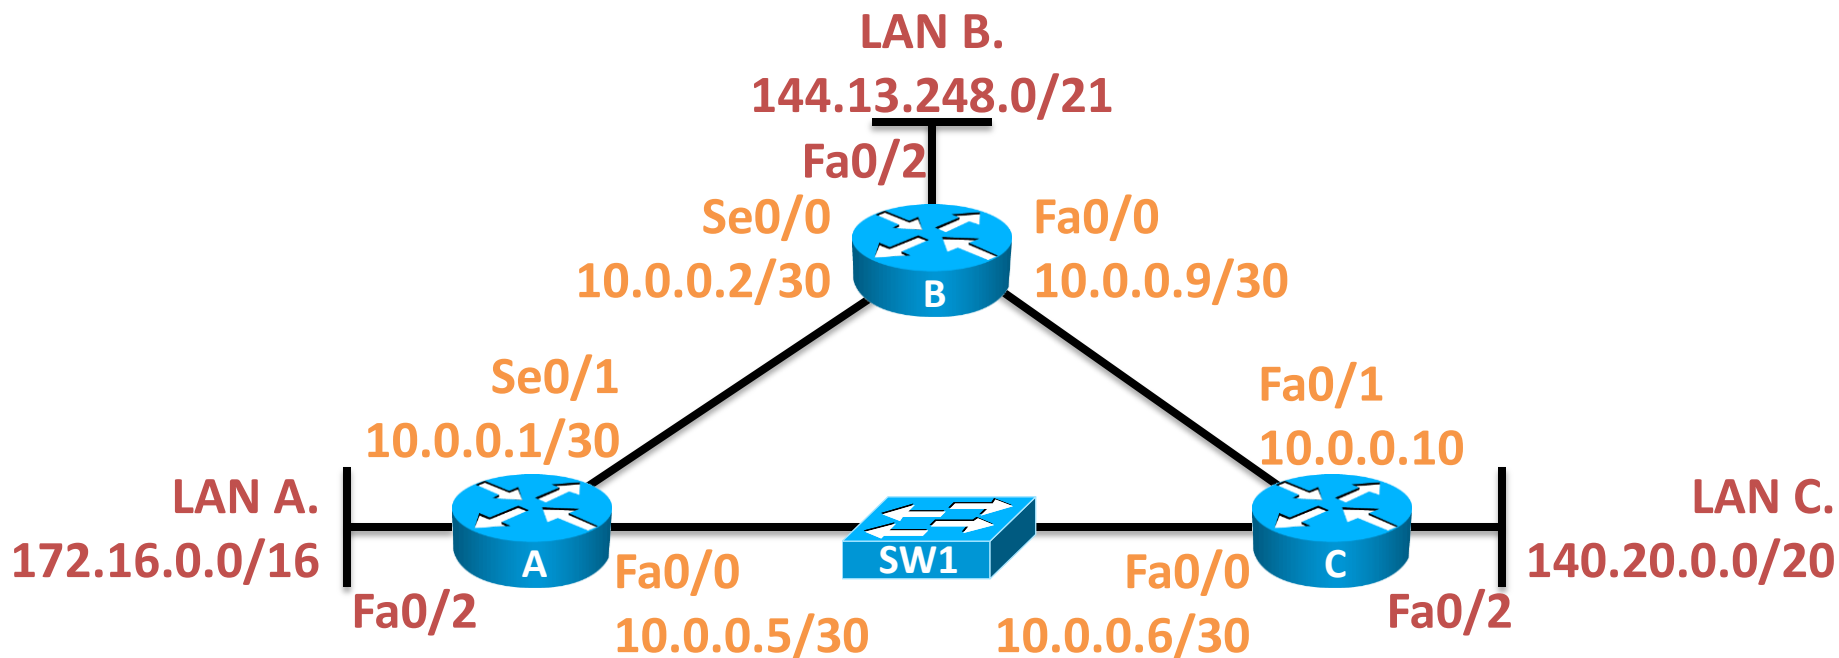 LAN B.
144.13.248.0/21
Fa0/2
Se0/0
10.0.0.2/30
Fa0/0
10.0.0.9/30
B
Se0/1
10.0.0.1/30
Fa0/1
10.0.0.10
LAN A.
172.16.0.0/16
Fa0/2
A
Fa0/0
10.0.0.5/30
SW1
Fa0/0
10.0.0.6/30
C
LAN C.
140.20.0.0/20
Fa0/2